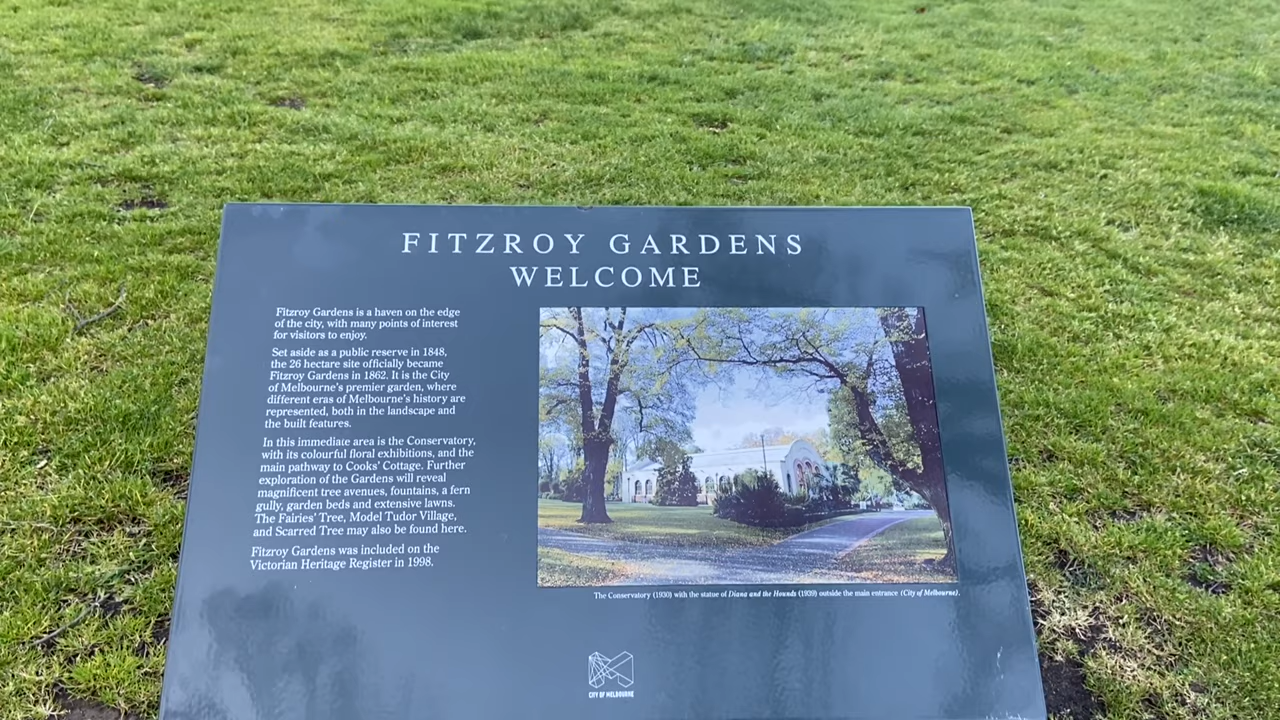 FITZROY GARDENS
WELCOME
Fitzroy Gardens is a haven on the edge
of the city, with many points of interest
for visitors to enjoy.
Set aside as a public reserve in 1848,
the 26 hectare site officially became
Fitzroy Gardens in 1862. It is the City
of Melbourne's premier garden, where
different eras of Melbourne's history are
represented, both in the landscape and
the built features.
In this immediate area is the Conservatory,
with its colourful floral exhibitions, and the
main pathway to Cooks' Cottage. Further
exploration of the Gardens will reveal
magnificent tree avenues, fountains, a fern
gully, garden beds and extensive lawns.
The Fairies' Tree, Model Tudor Village,
and Scarred Tree may also be found here.
Fitzroy Gardens was included on the
Victorian Heritage Register in 1998.
The Conservatory (1930) with the statue of Diana and the Hounds (1939) outside the main entrance (City of Melbourne).
CITY OF MELBOURNE